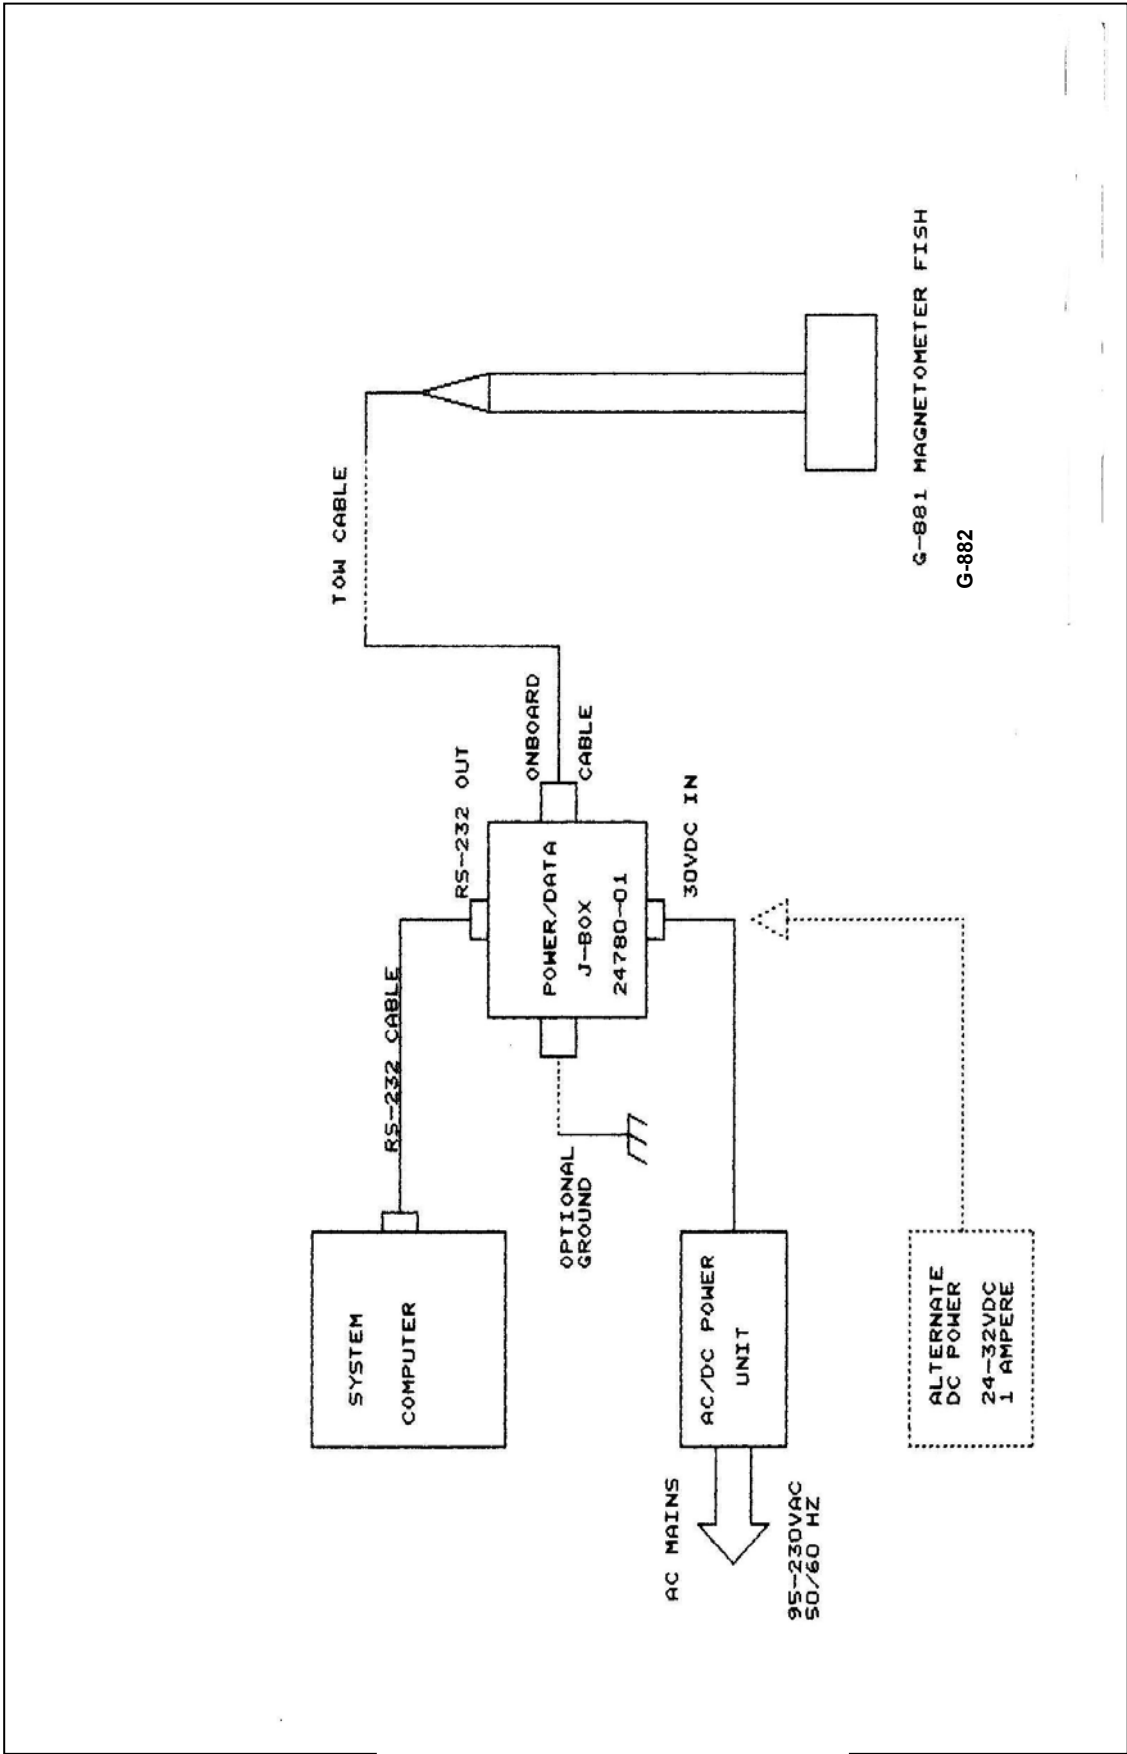 SYSTEM
COMPUTER
RS-232 CABLE
RS-232 OUT
TOW CABLE
OPTIONAL
GROUND
POWER/DATA
J-BOX
24780-01
ONBOARD
CABLE
30VDC IN
AC MAINS
95-230VAC
50/60 HZ
AC/DC POWER
UNIT
ALTERNATE
DC POWER
24-32VDC
1 AMPERE
G-881 MAGNETOMETER FISH
G-882